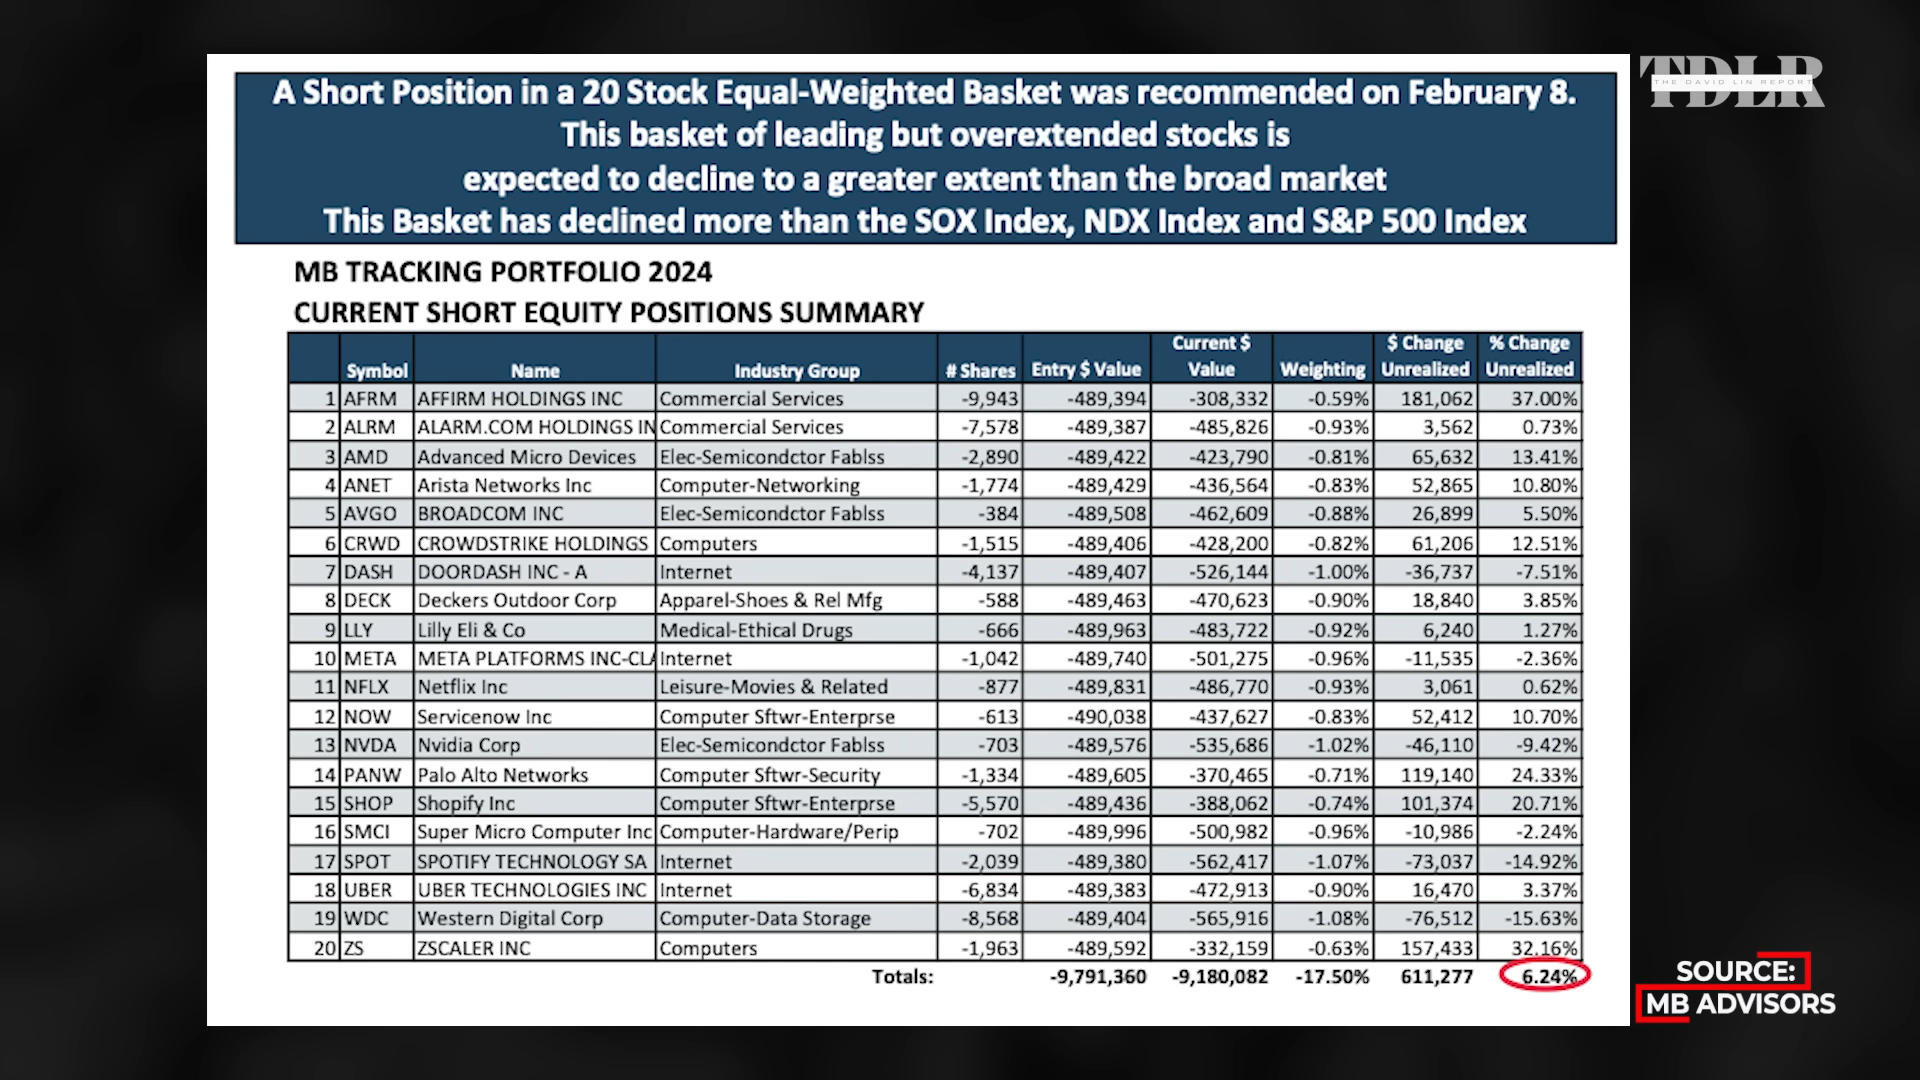 A Short Position in a 20 Stock Equal-Weighted Basket was recommended on February 8.
This basket of leading but overextended stocks is
expected to decline to a greater extent than the broad market
This Basket has declined more than the SOX Index, NDX Index and S&P 500 Index
TDLR
THE DAVID LIN REPORT
MB TRACKING PORTFOLIO 2024
CURRENT SHORT EQUITY POSITIONS SUMMARY
Symbol Name Industry Group # Shares Entry $ Value Current $ Value Weighting $ Change Unrealized % Change Unrealized
1 AFRM AFFIRM HOLDINGS INC Commercial Services -9,943 -489,394 -308,332 -0.59% 181,062 37.00%
2 ALRM ALARM.COM HOLDINGS IN Commercial Services -7,578 -489,387 -485,826 -0.93% 3,562 0.73%
3 AMD Advanced Micro Devices Elec-Semicondctor Fablss -2,890 -489,422 -423,790 -0.81% 65,632 13.41%
4 ANET Arista Networks Inc Computer-Networking -1,774 -489,429 -436,564 -0.83% 52,865 10.80%
5 AVGO BROADCOM INC Elec-Semicondctor Fablss -384 -489,508 -462,609 -0.88% 26,899 5.50%
6 CRWD CROWDSTRIKE HOLDINGS Computers -1,515 -489,406 -428,200 -0.82% 61,206 12.51%
7 DASH DOORDASH INC - A Internet -4,137 -489,407 -526,144 -1.00% -36,737 -7.51%
8 DECK Deckers Outdoor Corp Apparel-Shoes & Rel Mfg -588 -489,463 -470,623 -0.90% 18,840 3.85%
9 LLY Lilly Eli & Co Medical-Ethical Drugs -666 -489,963 -483,722 -0.92% 6,240 1.27%
10 META META PLATFORMS INC-CLA Internet -1,042 -489,740 -501,275 -0.96% -11,535 -2.36%
11 NFLX Netflix Inc Leisure-Movies & Related -877 -489,831 -486,770 -0.93% 3,061 0.62%
12 NOW Servicenow Inc Computer Sftwr-Enterprse -613 -490,038 -437,627 -0.83% 52,412 10.70%
13 NVDA Nvidia Corp Elec-Semicondctor Fablss -703 -489,576 -535,686 -1.02% -46,110 -9.42%
14 PANW Palo Alto Networks Computer Sftwr-Security -1,334 -489,605 -370,465 -0.71% 119,140 24.33%
15 SHOP Shopify Inc Computer Sftwr-Enterprse -5,570 -489,436 -388,062 -0.74% 101,374 20.71%
16 SMCI Super Micro Computer Inc Computer-Hardware/Perip -702 -489,996 -500,982 -0.96% -10,986 -2.24%
17 SPOT SPOTIFY TECHNOLOGY SA Internet -2,039 -489,380 -562,417 -1.07% -73,037 -14.92%
18 UBER UBER TECHNOLOGIES INC Internet -6,834 -489,383 -472,913 -0.90% 16,470 3.37%
19 WDC Western Digital Corp Computer-Data Storage -8,568 -489,404 -565,916 -1.08% -76,512 -15.63%
20 ZS ZSCALER INC Computers -1,963 -489,592 -332,159 -0.63% 157,433 32.16%
Totals: -9,791,360 -9,180,082 -17.50% 611,277 6.24%
SOURCE:
MB ADVISORS